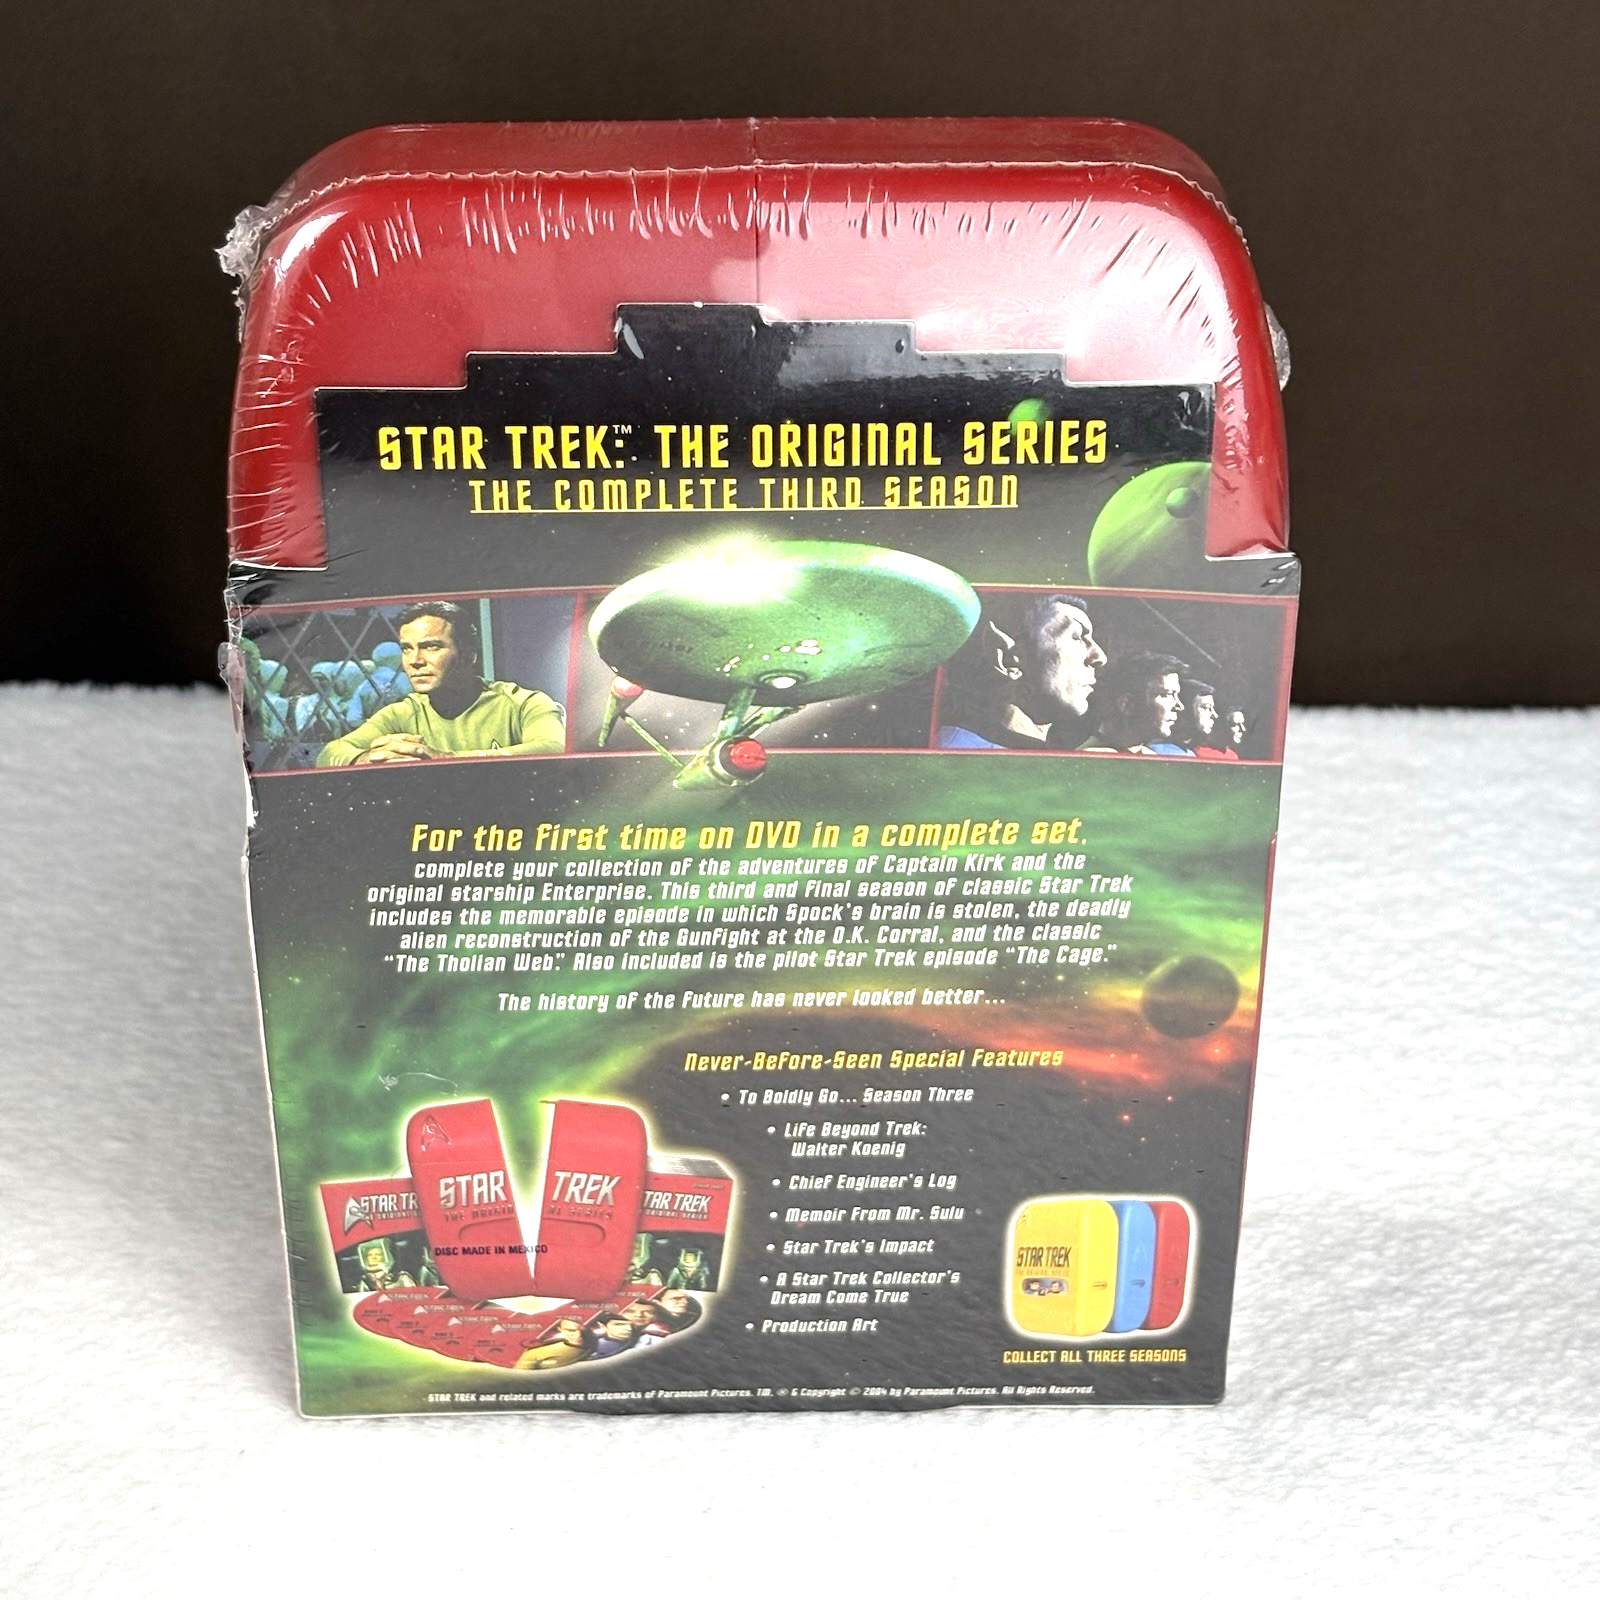 STAR TREK™: THE ORIGINAL SERIES
THE COMPLETE THIRD SEASON
For the first time on DVD in a complete set,
complete your collection of the adventures of Captain Kirk and the
original starship Enterprise. This third and final season of classic Star Trek
includes the memorable episode in which Spock's brain is stolen, the deadly
alien reconstruction of the Gunfight at the O.K. Corral, and the classic
“The Tholian Web.” Also included is the pilot Star Trek episode “The Cage.”
The history of the future has never looked better...
Never-Before-Seen Special Features
• To Boldly Go... Season Three
• Life Beyond Trek:
Walter Koenig
• Chief Engineer's Log
• Memoir From Mr. Sulu
• Star Trek's Impact
• A Star Trek Collector's
Dream Come True
• Production Art
STAR TR
STAR TREK
THE ORIGIN AL SERIES
TAR TREK
DISC MADE IN MEXICO
STAR TREK
COLLECT ALL THREE SEASONS
STAR TREK and related marks are trademarks of Paramount Pictures. TM, ® & Copyright © 2004 by Paramount Pictures. All Rights Reserved.